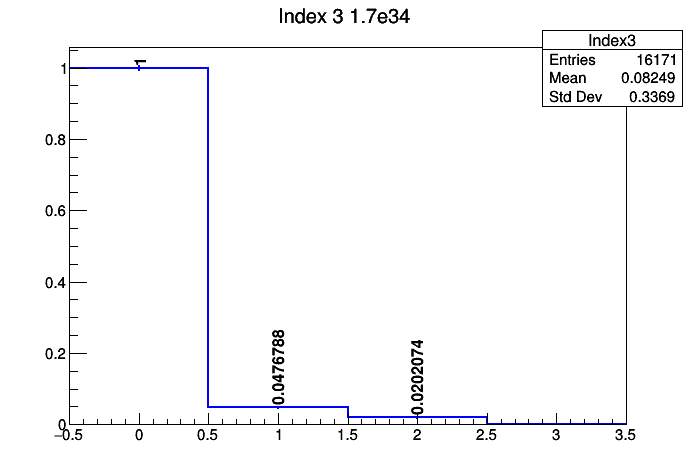 Index 3 1.7e34
Index3
Entries 16171
Mean 0.08249
Std Dev 0.3369
1
0.8
0.6
0.4
0.2
0
1
0.0476788
0.0202074
−0.5 0 0.5 1 1.5 2 2.5 3 3.5